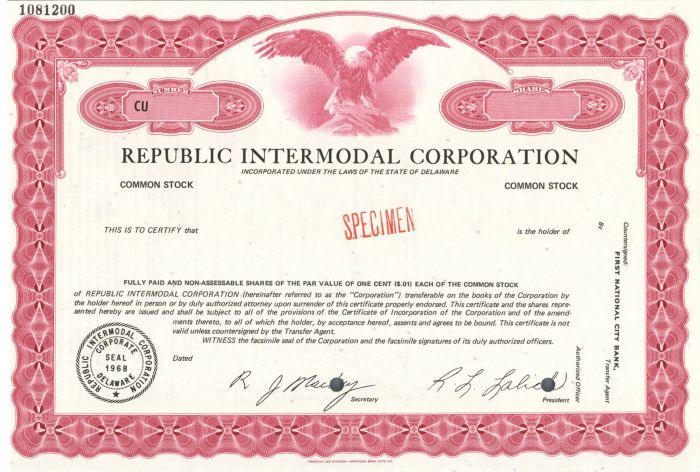 1081200
NUMBER
SHARES
CU
REPUBLIC INTERMODAL CORPORATION
INCORPORATED UNDER THE LAWS OF THE STATE OF DELAWARE
COMMON STOCK
COMMON STOCK
SPECIMEN
THIS IS TO CERTIFY that
is the holder of
FULLY PAID AND NON-ASSESSABLE SHARES OF THE PAR VALUE OF ONE CENT ($.01) EACH OF THE COMMON STOCK
of REPUBLIC INTERMODAL CORPORATION (hereinafter referred to as the "Corporation") transferable on the books of the Corporation by
the holder hereof in person or by duly authorized attorney upon surrender of this certificate properly endorsed. This certificate and the shares repre-
sented hereby are issued and shall be subject to all of the provisions of the Certificate of Incorporation of the Corporation and of the amend-
ments thereto, to all of which the holder, by acceptance hereof, assents and agrees to be bound. This certificate is not
valid unless countersigned by the Transfer Agent.
WITNESS the facsimile seal of the Corporation and the facsimile signatures of its duly authorized officers.
Dated
REPUBLIC INTERMODAL CORPORATION
CORPORATE
SEAL
1968
DELAWARE
R J
Secretary
R. L.
President
Countersigned:
FIRST NATIONAL CITY BANK,
Transfer Agent
By
Authorized Officer
FRANKLIN LEE DIVISION - AMERICAN BANK NOTE CO.